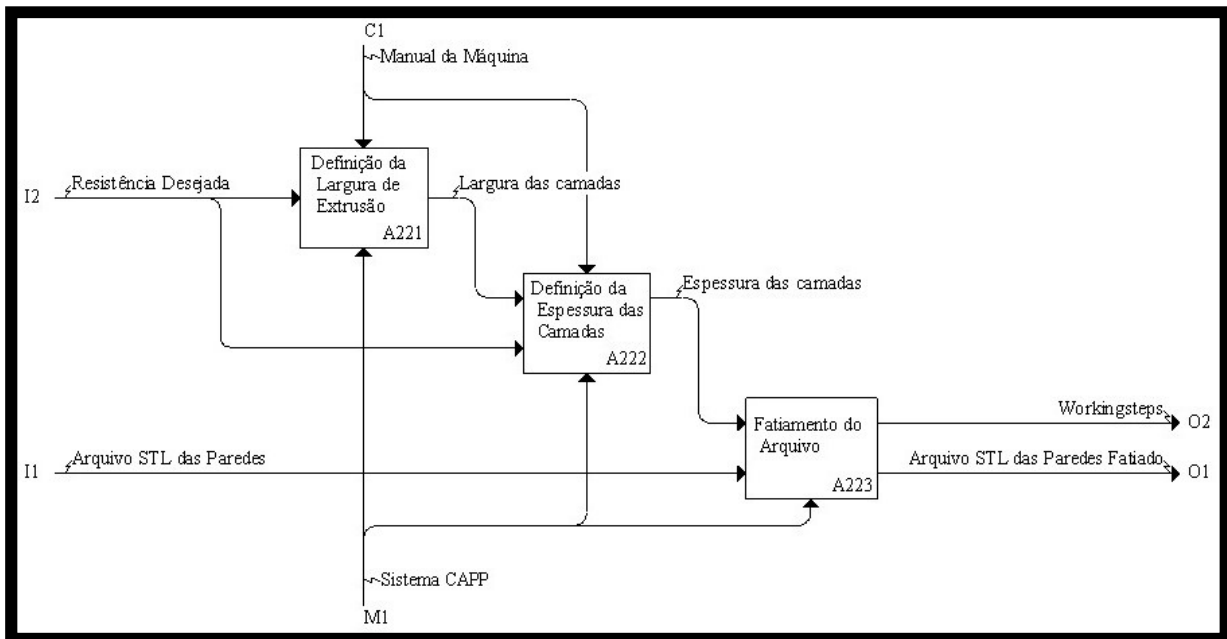 C1
Manual da Máquina
Definição da
Largura de
Extrusão
A221
Resistência Desejada
I2
Largura das camadas
Definição da
Espessura das
Camadas
A222
Espessura das camadas
Fatiamento do
Arquivo
A223
Workingsteps
O2
Arquivo STL das Paredes
I1
Arquivo STL das Paredes Fatiado
O1
Sistema CAPP
M1